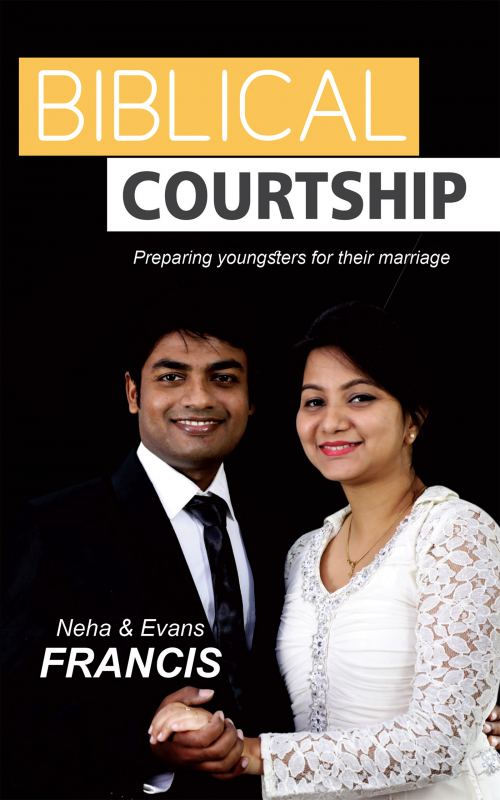 BIBLICAL
COURTSHIP
Preparing youngsters for their marriage
Neha & Evans
FRANCIS